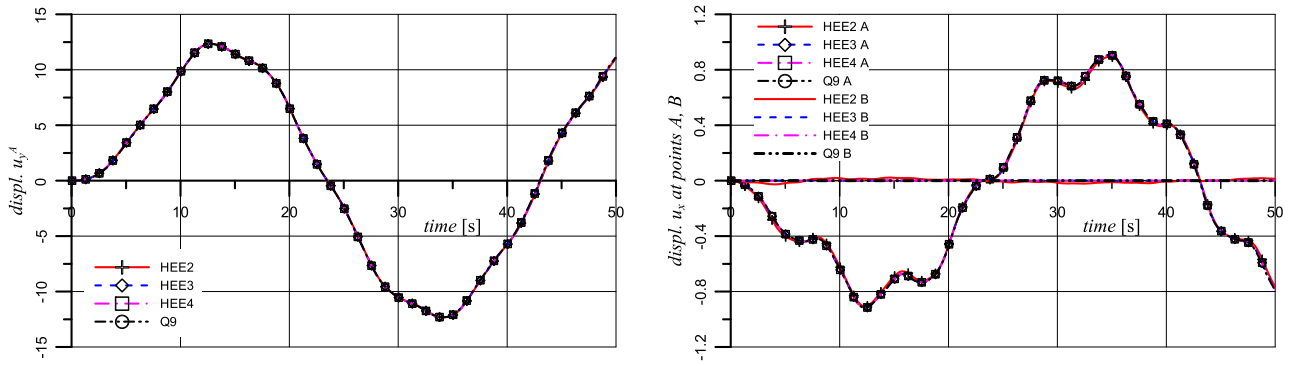 15
10
5
0
-5
-10
-15
displ. u_y^A
0
10
20
30
40
50
time [s]
HEE2
HEE3
HEE4
Q9
1.2
0.8
0.4
0
-0.4
-0.8
-1.2
displ. u_x at points A, B
0
10
20
30
40
50
time [s]
HEE2 A
HEE3 A
HEE4 A
Q9 A
HEE2 B
HEE3 B
HEE4 B
Q9 B